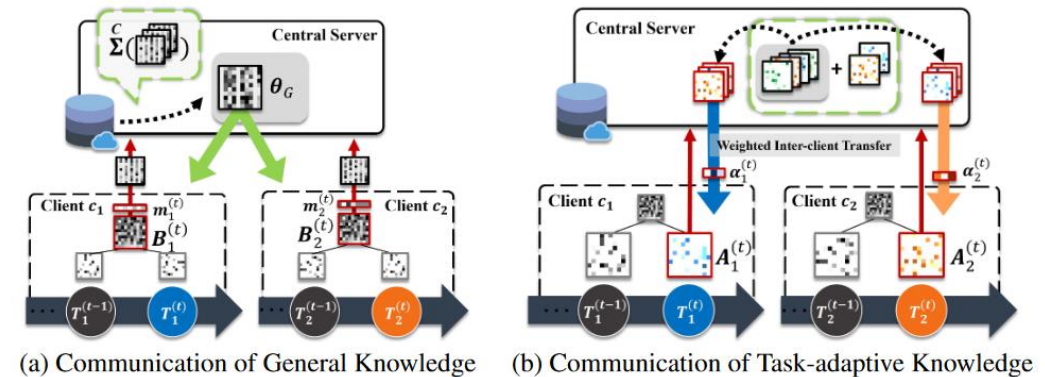 Central Server
C
Σ( )
θ_G
Client c_1
m_1^{(t)}
B_1^{(t)}
m_2^{(t)}
Client c_2
B_2^{(t)}
... T_1^{(t-1)} T_1^{(t)}
... T_2^{(t-1)} T_2^{(t)}
(a) Communication of General Knowledge
Central Server
+
Weighted Inter-client Transfer
α_1^{(t)}
α_2^{(t)}
Client c_1
Client c_2
A_1^{(t)}
A_2^{(t)}
... T_1^{(t-1)} T_1^{(t)}
... T_2^{(t-1)} T_2^{(t)}
(b) Communication of Task-adaptive Knowledge